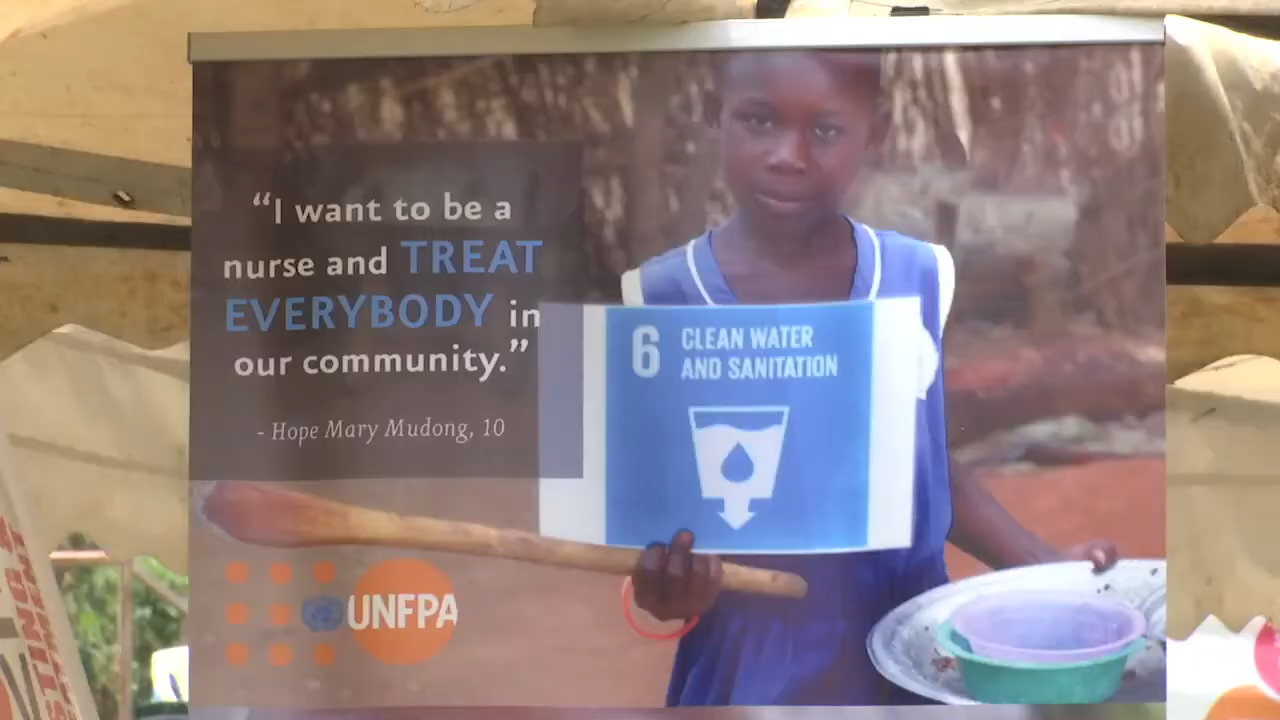 “I want to be a
nurse and TREAT
EVERYBODY in
our community.”
- Hope Mary Mudong, 10
6 CLEAN WATER
AND SANITATION
UNFPA